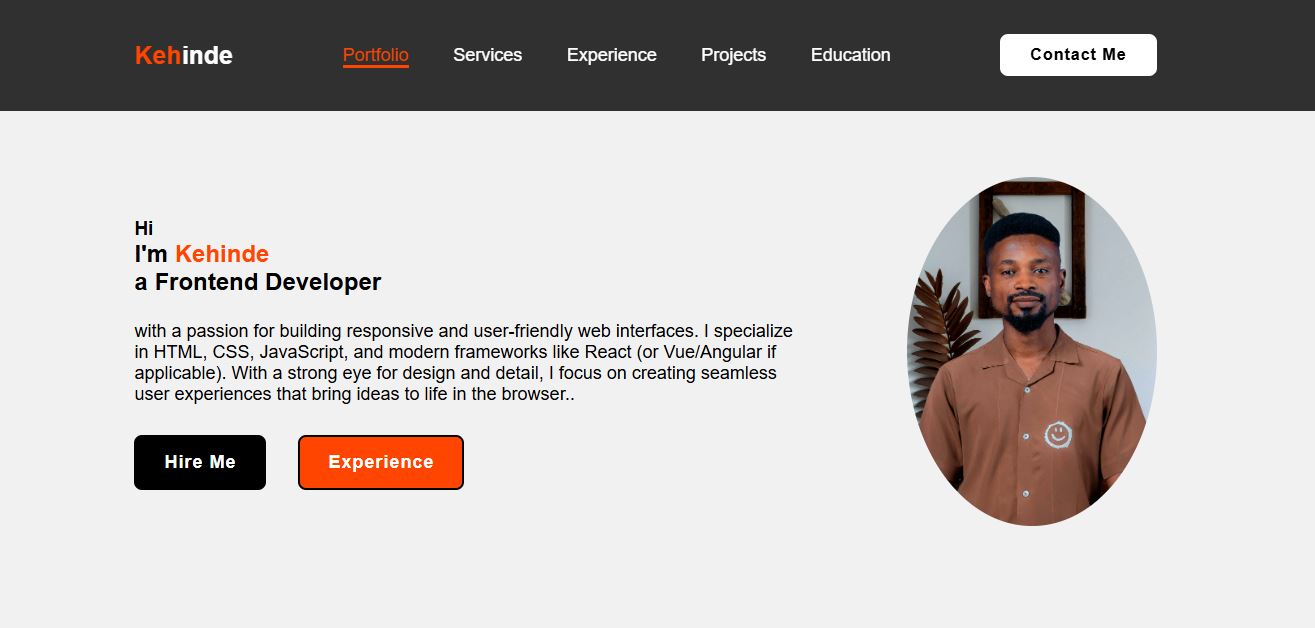 Kehinde
Portfolio
Services
Experience
Projects
Education
Contact Me
Hi
I'm Kehinde
a Frontend Developer
with a passion for building responsive and user-friendly web interfaces. I specialize
in HTML, CSS, JavaScript, and modern frameworks like React (or Vue/Angular if
applicable). With a strong eye for design and detail, I focus on creating seamless
user experiences that bring ideas to life in the browser..
Hire Me
Experience